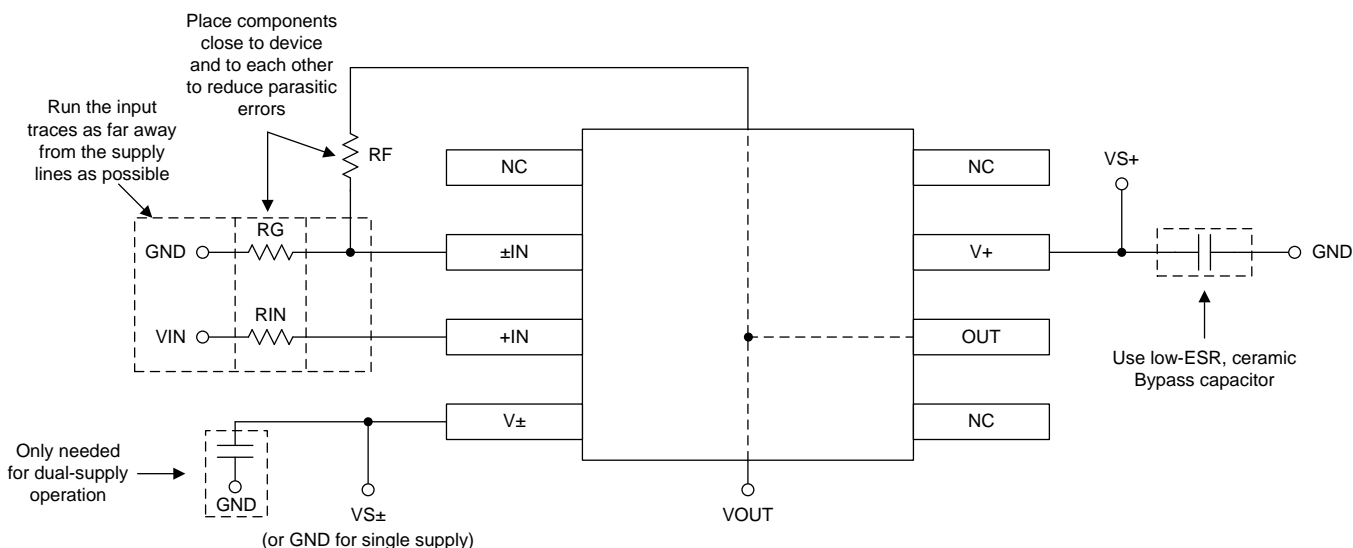 Place components
close to device
and to each other
to reduce parasitic
errors
Run the input
traces as far away
from the supply
lines as possible
RF
NC
NC
VS+
RG
GND
±IN
V+
GND
RIN
VIN
+IN
OUT
Use low-ESR, ceramic
Bypass capacitor
V±
NC
Only needed
for dual-supply
operation
GND
VS±
(or GND for single supply)
VOUT